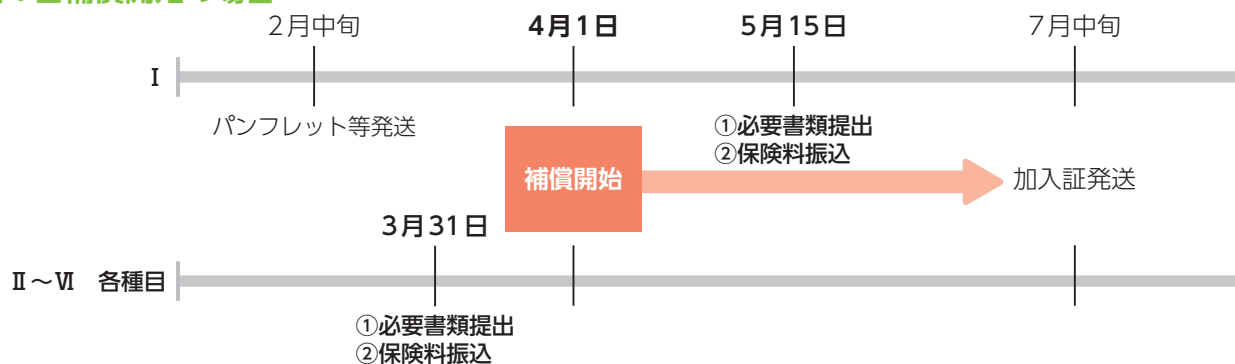 2月中旬
4月1日
5月15日
7月中旬
Ⅰ
パンフレット等発送
①必要書類提出
②保険料振込
補償開始
加入証発送
3月31日
Ⅱ～Ⅵ 各種目
①必要書類提出
②保険料振込